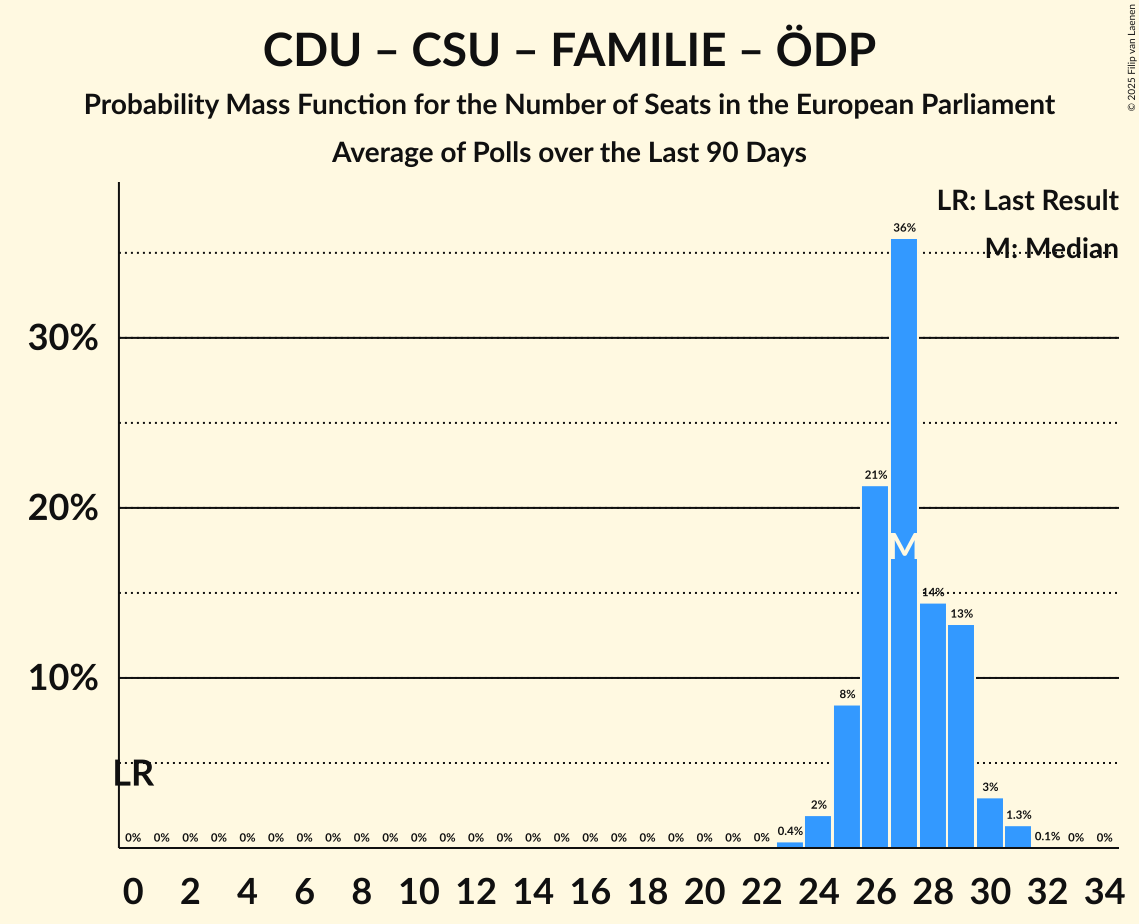 CDU – CSU – FAMILIE – ÖDP
Probability Mass Function for the Number of Seats in the European Parliament
Average of Polls over the Last 90 Days
© 2025 Filip van Laenen
LR: Last Result
M: Median
36%
30%
21%
20%
M
14%
13%
10%
8%
LR
3%
2%
1.3%
0% 0% 0% 0% 0% 0% 0% 0% 0% 0% 0% 0% 0% 0% 0% 0% 0% 0% 0% 0% 0% 0% 0% 0.4% 0.1% 0% 0%
0 2 4 6 8 10 12 14 16 18 20 22 24 26 28 30 32 34